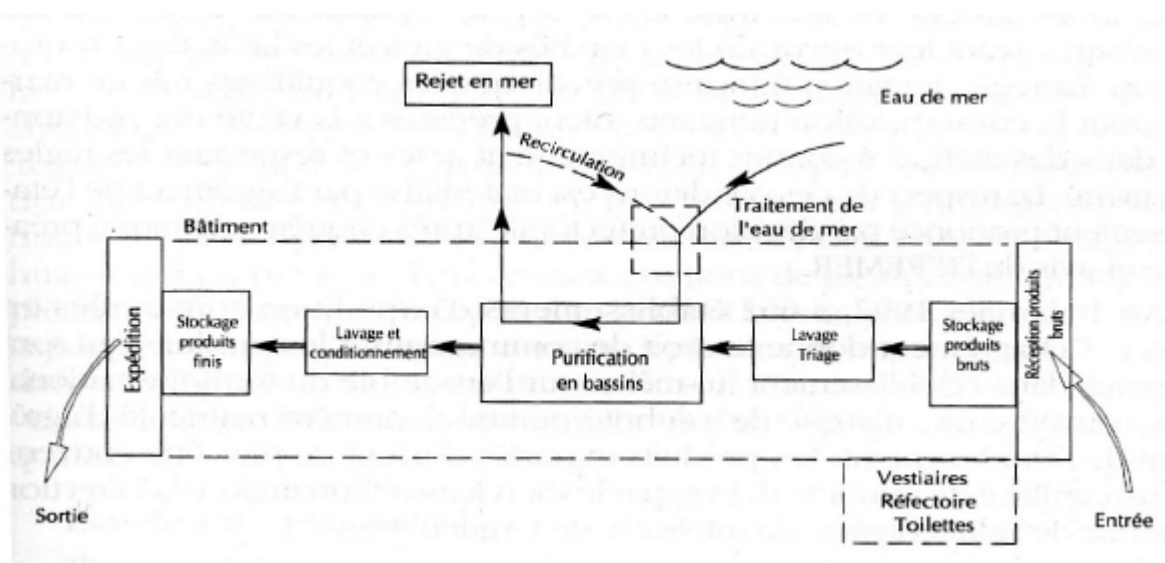 Rejet en mer
Eau de mer
Recirculation
Traitement de
l'eau de mer
Bâtiment
Expédition
Stockage
produits
finis
Lavage et
conditionnement
Purification
en bassins
Lavage
Triage
Stockage
produits
bruts
Réception produits
bruts
Vestiaires
Réfectoire
Toilettes
Sortie
Entrée